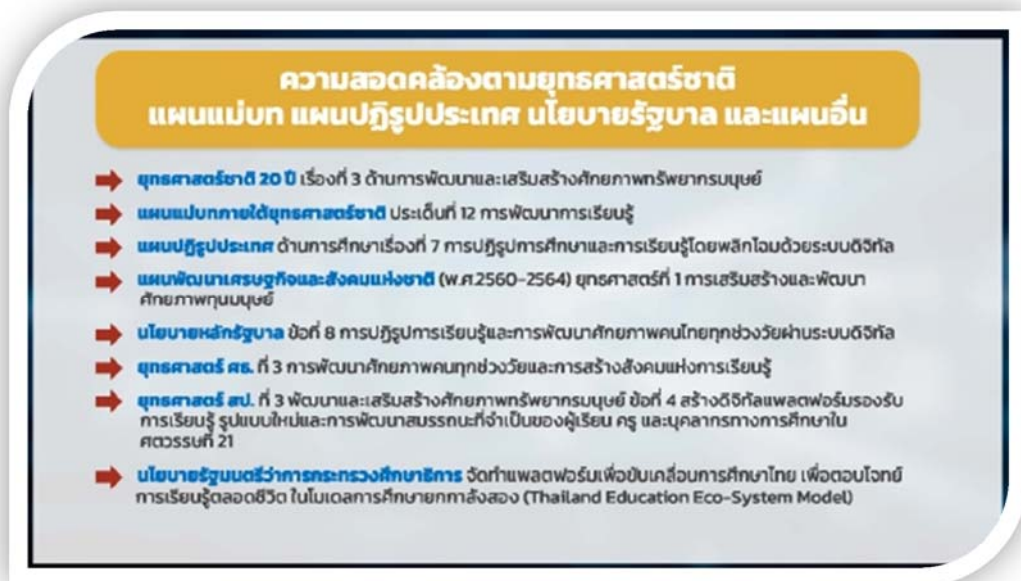 ความสอดคล้องตามยุทธศาสตร์ชาติ
แผนแม่บท แผนปฏิรูปประเทศ นโยบายรัฐบาล และแผนอื่น
ยุทธศาสตร์ชาติ 20 ปี เรื่องที่ 3 ด้านการพัฒนาและเสริมสร้างศักยภาพทรัพยากรมนุษย์
แผนแม่บทภายใต้ยุทธศาสตร์ชาติ ประเด็นที่ 12 การพัฒนาการเรียนรู้
แผนปฏิรูปประเทศ ด้านการศึกษาเรื่องที่ 7 การปฏิรูปการศึกษาและการเรียนรู้โดยพลิกโฉมด้วยระบบดิจิทัล
แผนพัฒนาเศรษฐกิจและสังคมแห่งชาติ (พ.ศ.2560-2564) ยุทธศาสตร์ที่ 1 การเสริมสร้างและพัฒนา
ศักยภาพทุนมนุษย์
นโยบายหลักรัฐบาล ข้อที่ 8 การปฏิรูปการเรียนรู้และการพัฒนาศักยภาพคนไทยทุกช่วงวัยผ่านระบบดิจิทัล
ยุทธศาสตร์ ศธ. ที่ 3 การพัฒนาศักยภาพคนทุกช่วงวัยและการสร้างสังคมแห่งการเรียนรู้
ยุทธศาสตร์ สป. ที่ 3 พัฒนาและเสริมสร้างศักยภาพทรัพยากรมนุษย์ ข้อที่ 4 สร้างดิจิทัลแพลตฟอร์มรองรับ
การเรียนรู้ รูปแบบใหม่และการพัฒนาสมรรถนะที่จำเป็นของผู้เรียน ครู และบุคลากรทางการศึกษาใน
ศตวรรษที่ 21
นโยบายรัฐมนตรีว่าการกระทรวงศึกษาธิการ จัดทำแพลตฟอร์มเพื่อขับเคลื่อนการศึกษาไทย เพื่อตอบโจทย์
การเรียนรู้ตลอดชีวิต ในโมเดลการศึกษายกกำลังสอง (Thailand Education Eco-System Model)